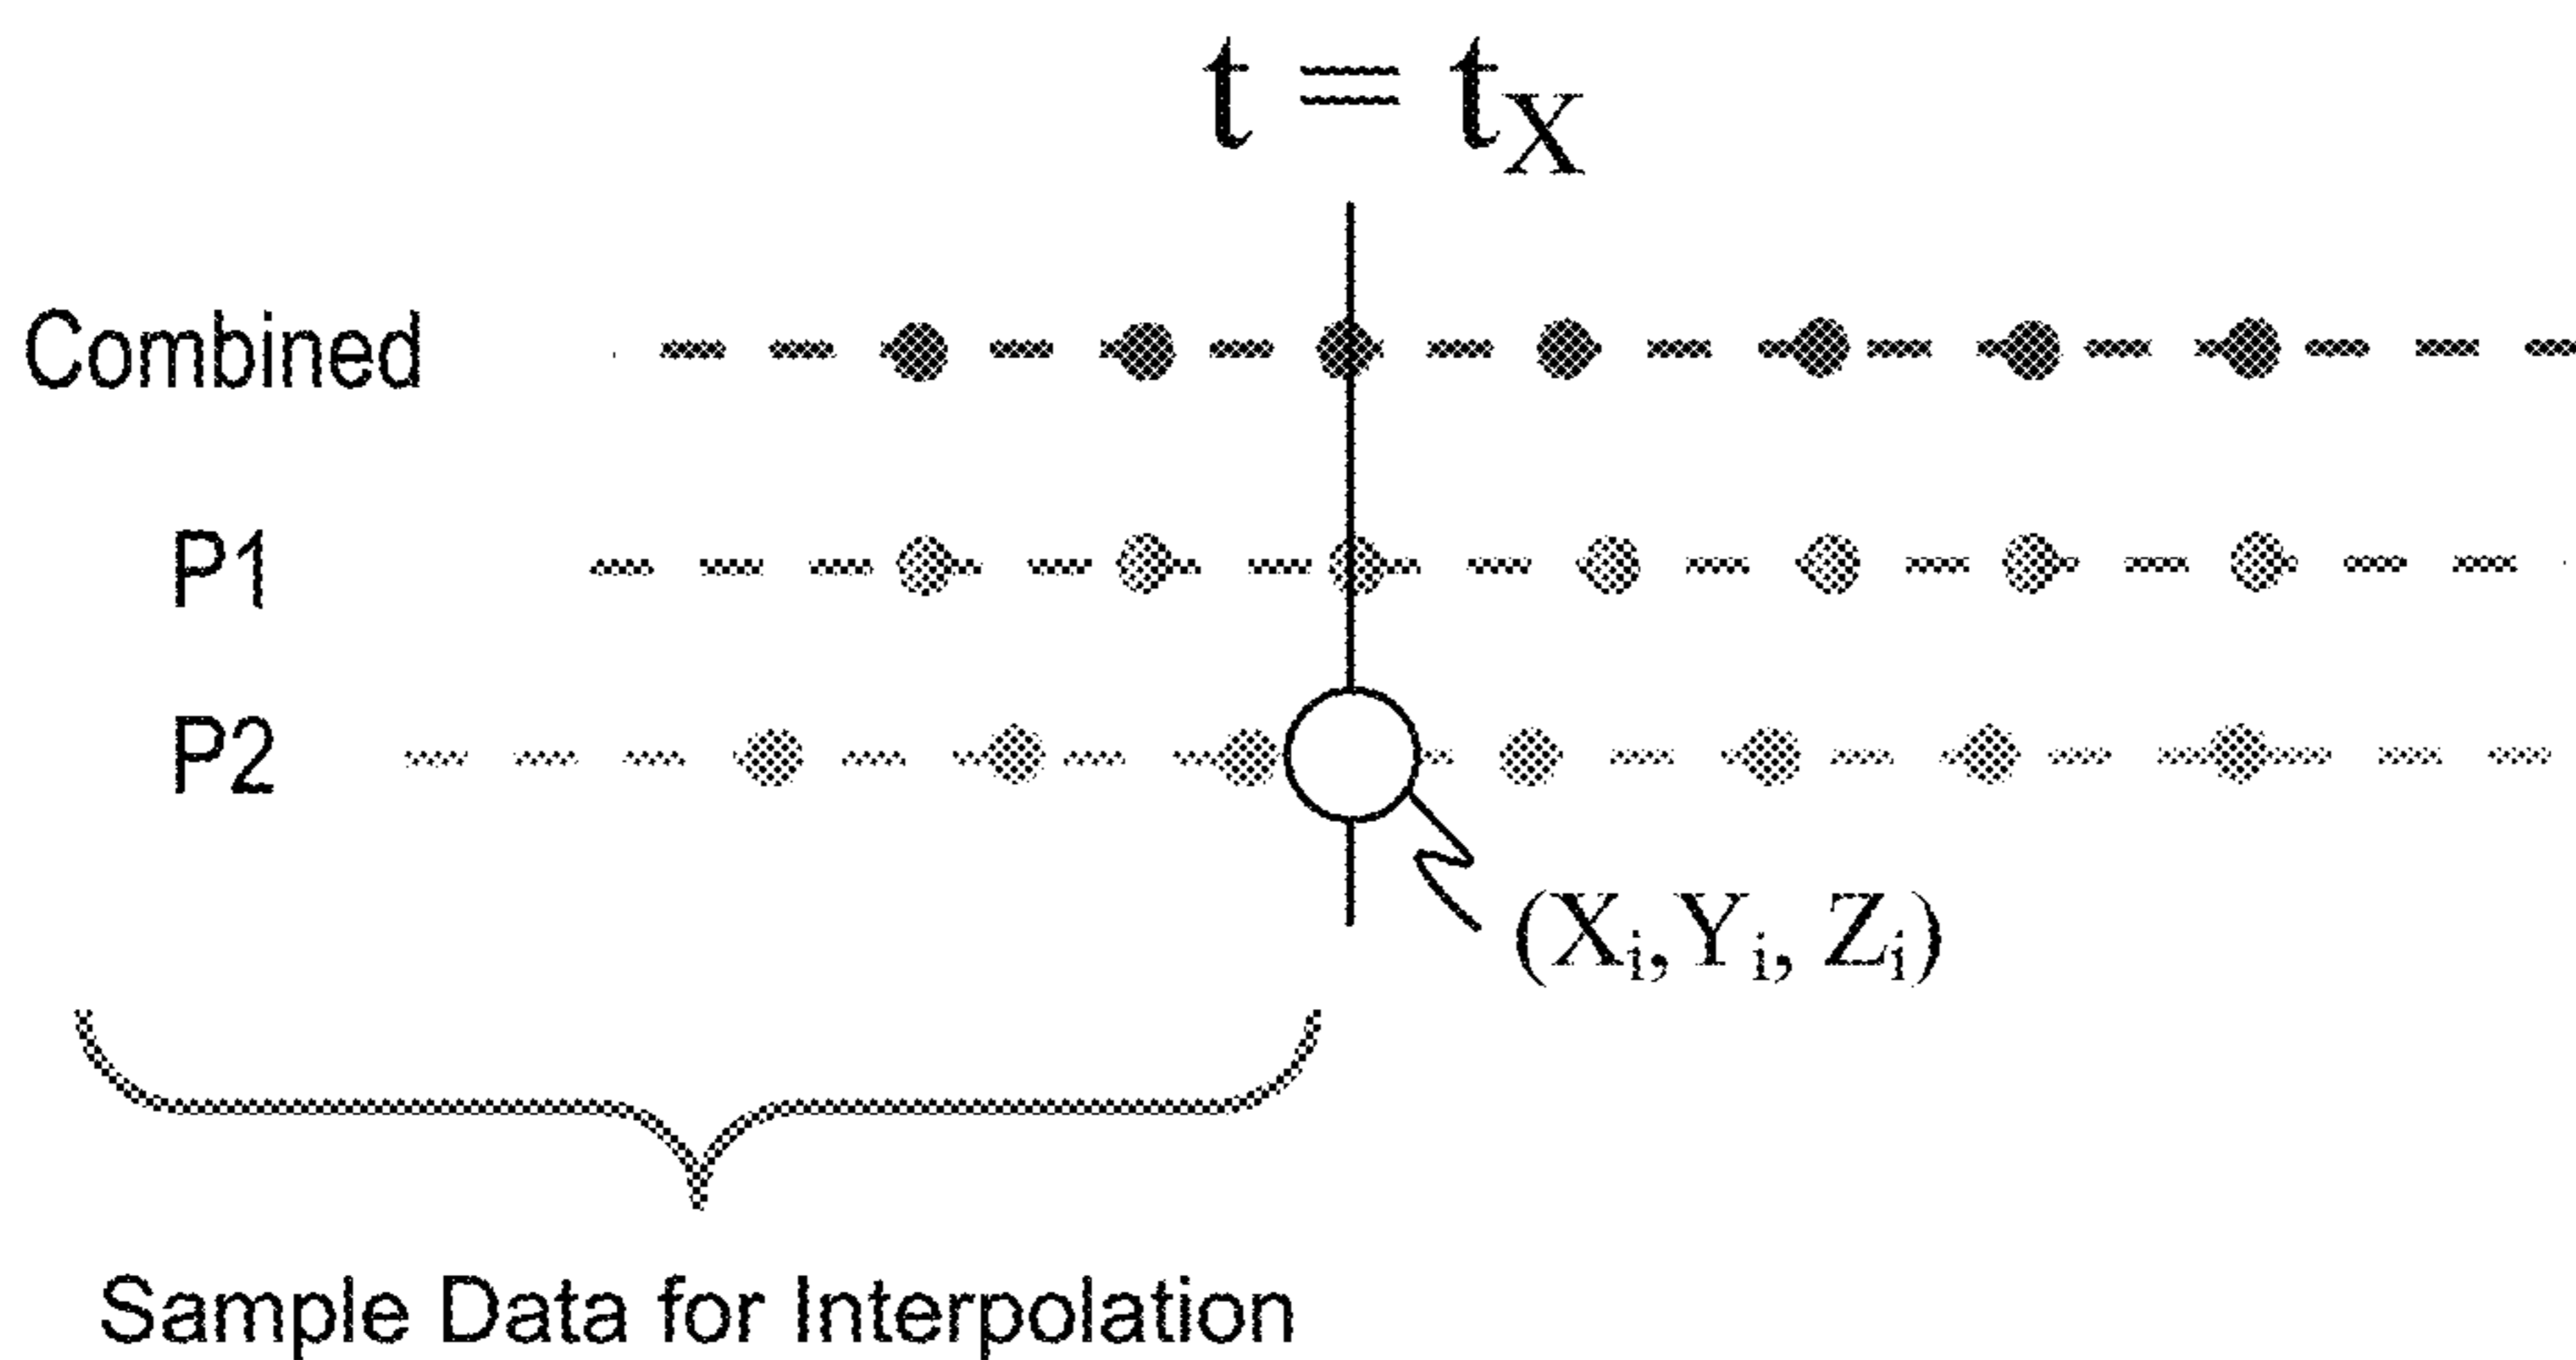 t = tX
Combined
P1
P2
(Xi, Yi, Zi)
Sample Data for Interpolation